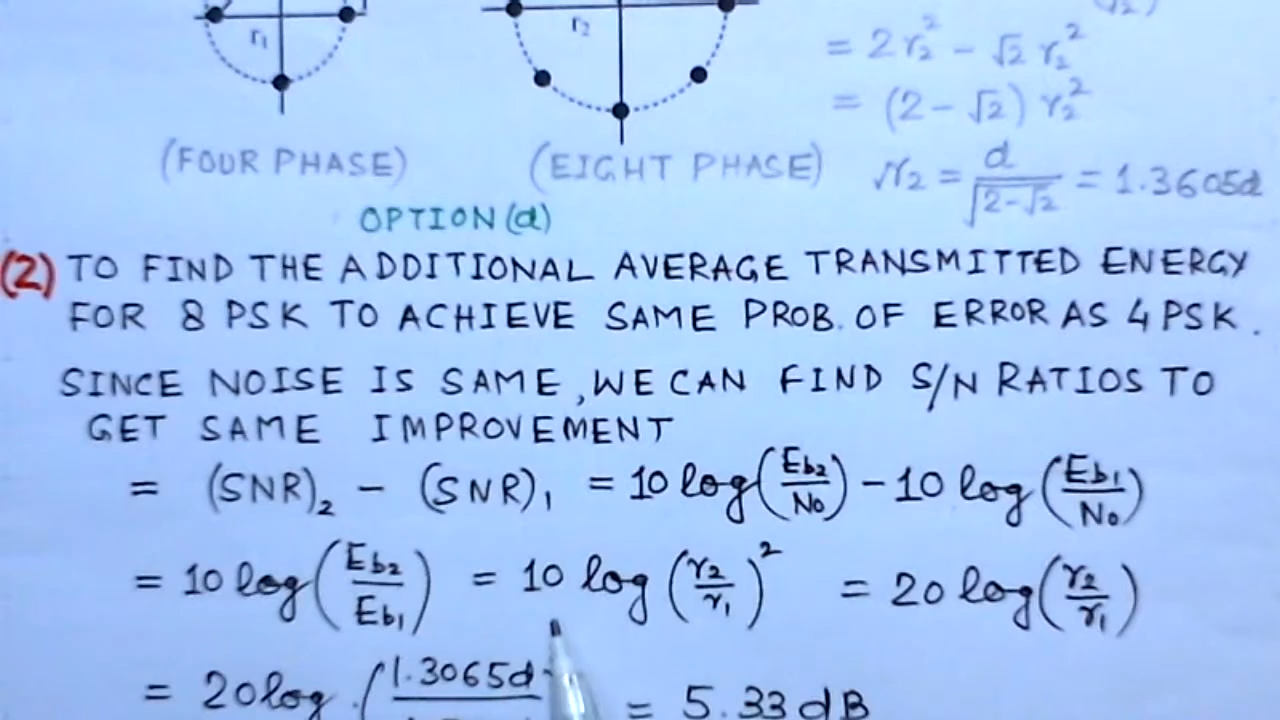 r₁
r₂
= 2r₂² − √2 r₂²
= (2−√2) r₂²
(FOUR PHASE) (EIGHT PHASE)
r₂ = d/√(2−√2) = 1.3605d
OPTION (d)
(2) TO FIND THE ADDITIONAL AVERAGE TRANSMITTED ENERGY
FOR 8 PSK TO ACHIEVE SAME PROB. OF ERROR AS 4 PSK.
SINCE NOISE IS SAME, WE CAN FIND S/N RATIOS TO
GET SAME IMPROVEMENT
= (SNR)₂ − (SNR)₁ = 10 log(Eb₂/No) − 10 log(Eb₁/No)
= 10 log(Eb₂/Eb₁) = 10 log(r₂/r₁)² = 20 log(r₂/r₁)
= 20 log (1.3065d = 5.33 dB